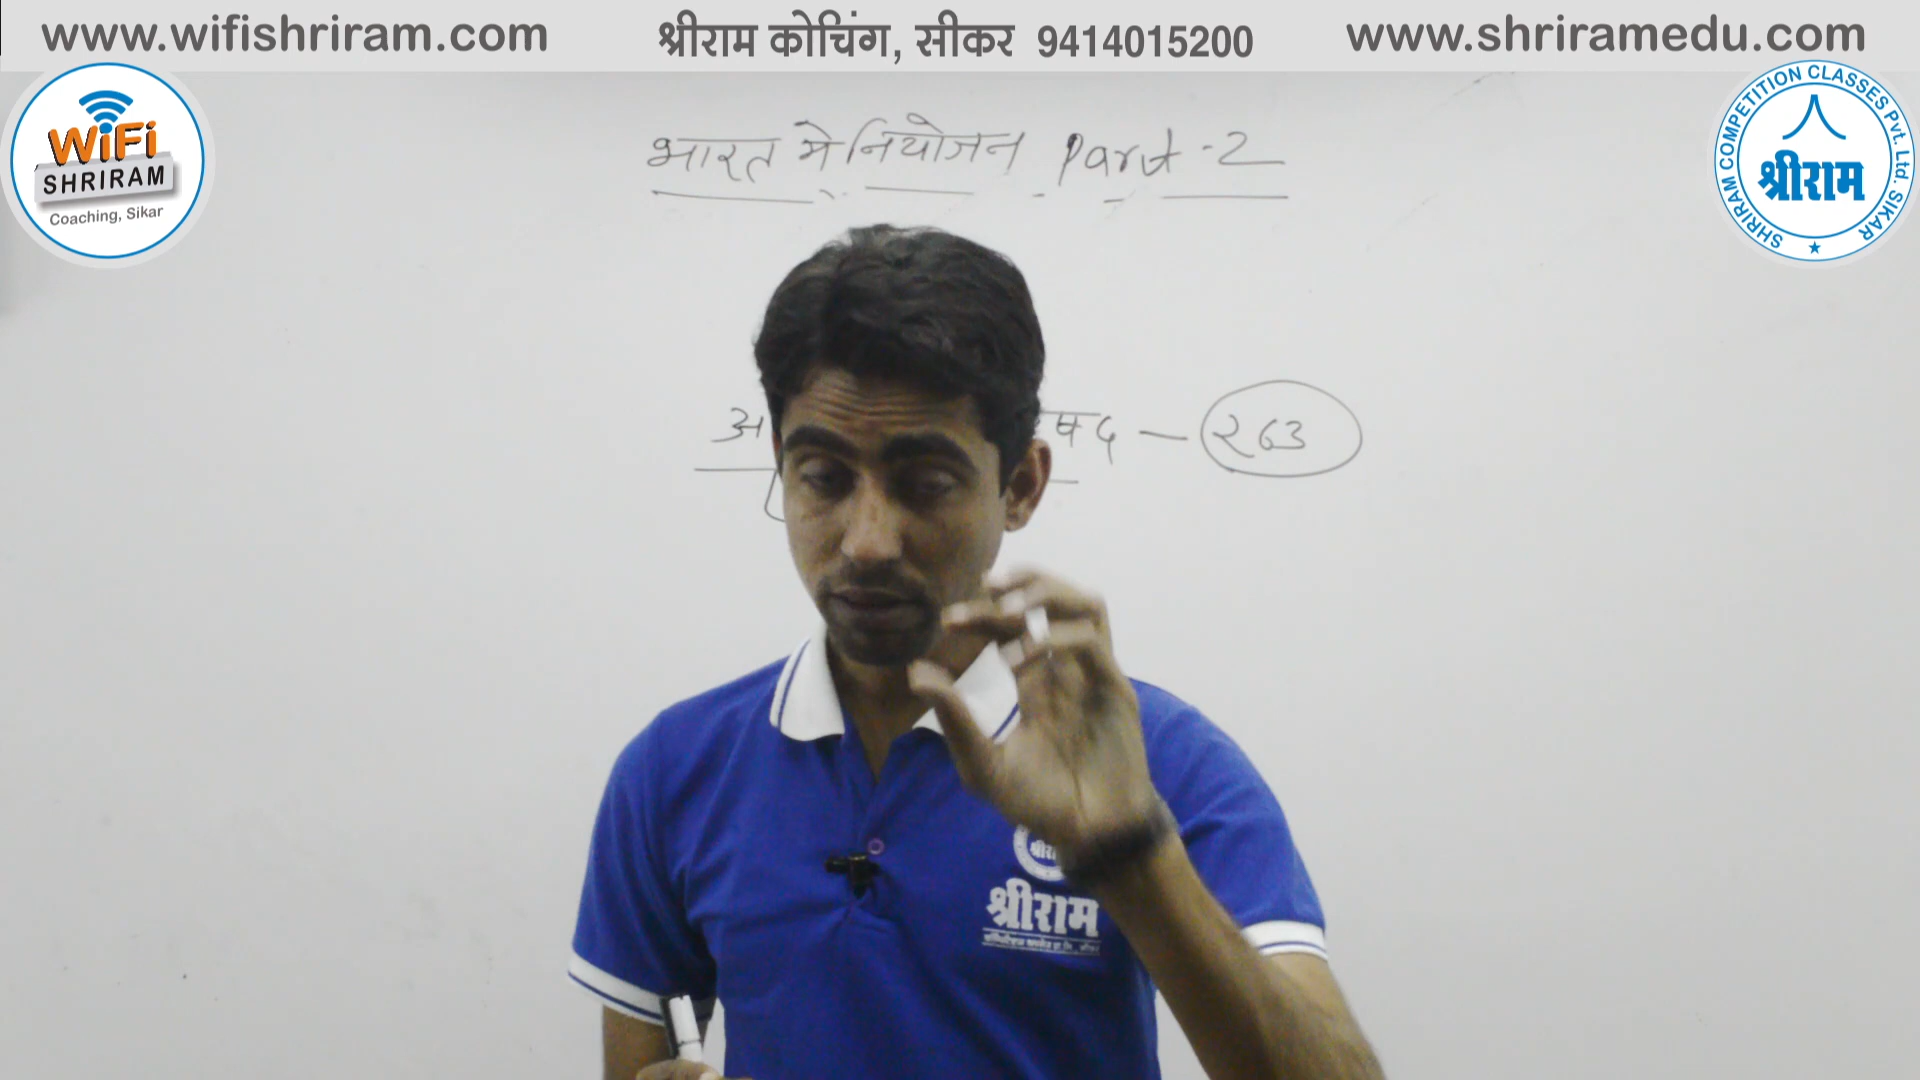 www.wifishriram.com
श्रीराम कोचिंग, सीकर 9414015200
www.shriramedu.com
WiFi
SHRIRAM
Coaching, Sikar
SHRIRAM COMPETITION CLASSES Pvt. Ltd. SIKAR
श्रीराम
भारत मे नियोजन Part-2
अ षद — 263
श्रीराम